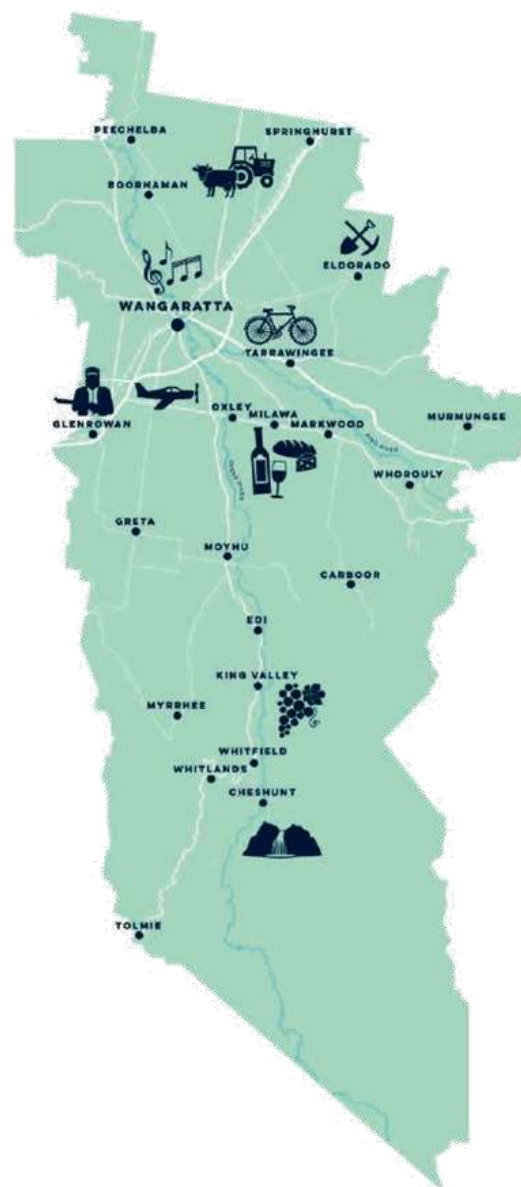 PEECHELBA
SPRINGHURST
BOORHAMAN
ELDORADO
WANGARATTA
TARRAWINGEE
OXLEY
MILAWA
MARKWOOD
MURMUNGEE
GLENROWAN
WHOROULY
GRETA
MOYHU
CARBOOR
EDI
KING VALLEY
MYRRHEE
WHITFIELD
WHITLANDS
CHESHUNT
TOLMIE